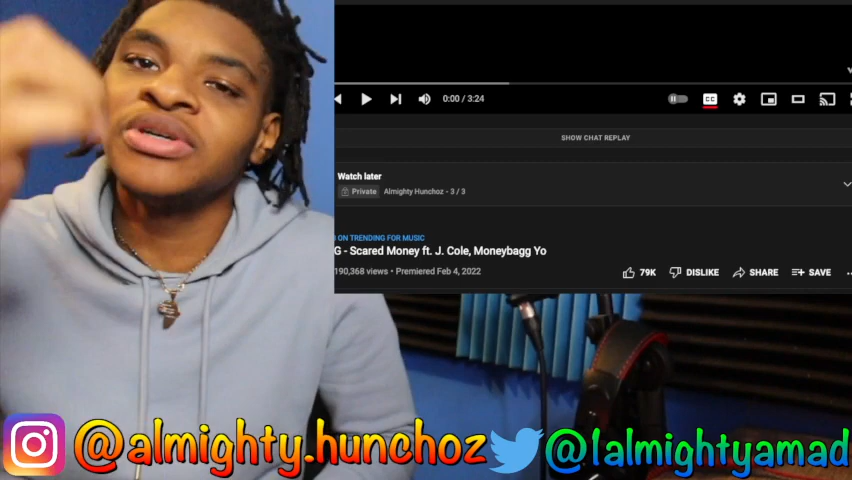 0:00 / 3:24
CC
SHOW CHAT REPLAY
Watch later
Private Almighty Hunchoz - 3 / 3
ON TRENDING FOR MUSIC
G - Scared Money ft. J. Cole, Moneybagg Yo
190,368 views • Premiered Feb 4, 2022
79K DISLIKE SHARE SAVE
@almighty.hunchoz @1almightyamad